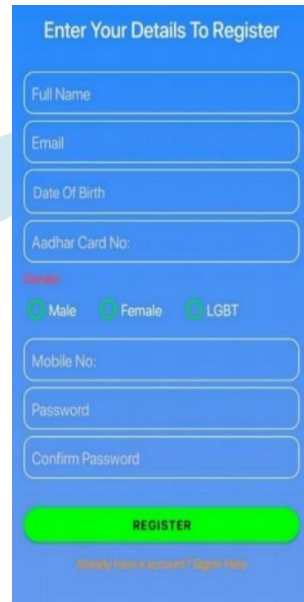 Enter Your Details To Register
Full Name
Email
Date Of Birth
Aadhar Card No:
Gender:
Male Female LGBT
Mobile No:
Password
Confirm Password
REGISTER
Already have a account? SignIn Here